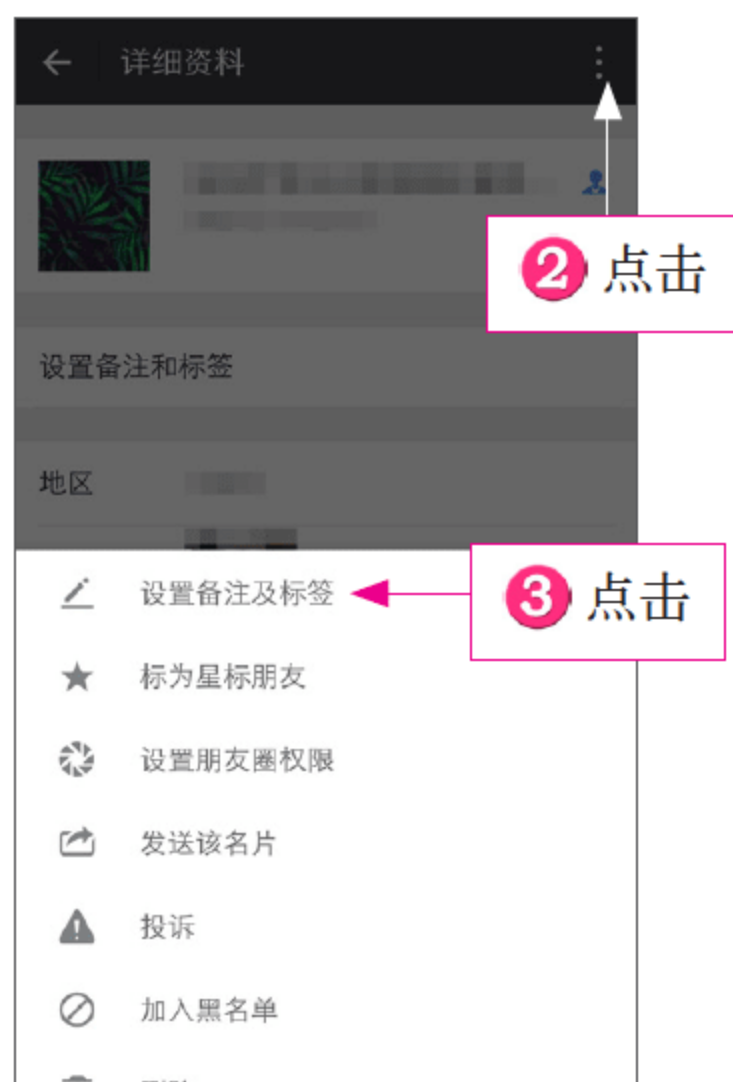 详细资料
❷点击
设置备注和标签
地区
设置备注及标签
❸点击
标为星标朋友
设置朋友圈权限
发送该名片
投诉
加入黑名单